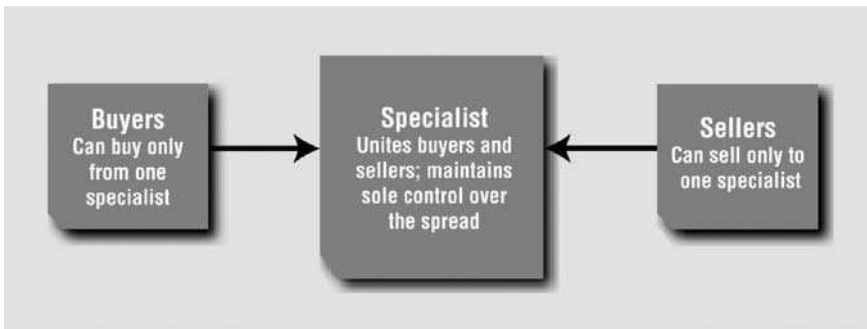 Buyers
Can buy only
from one
specialist
Specialist
Unites buyers and
sellers; maintains
sole control over
the spread
Sellers
Can sell only to
one specialist